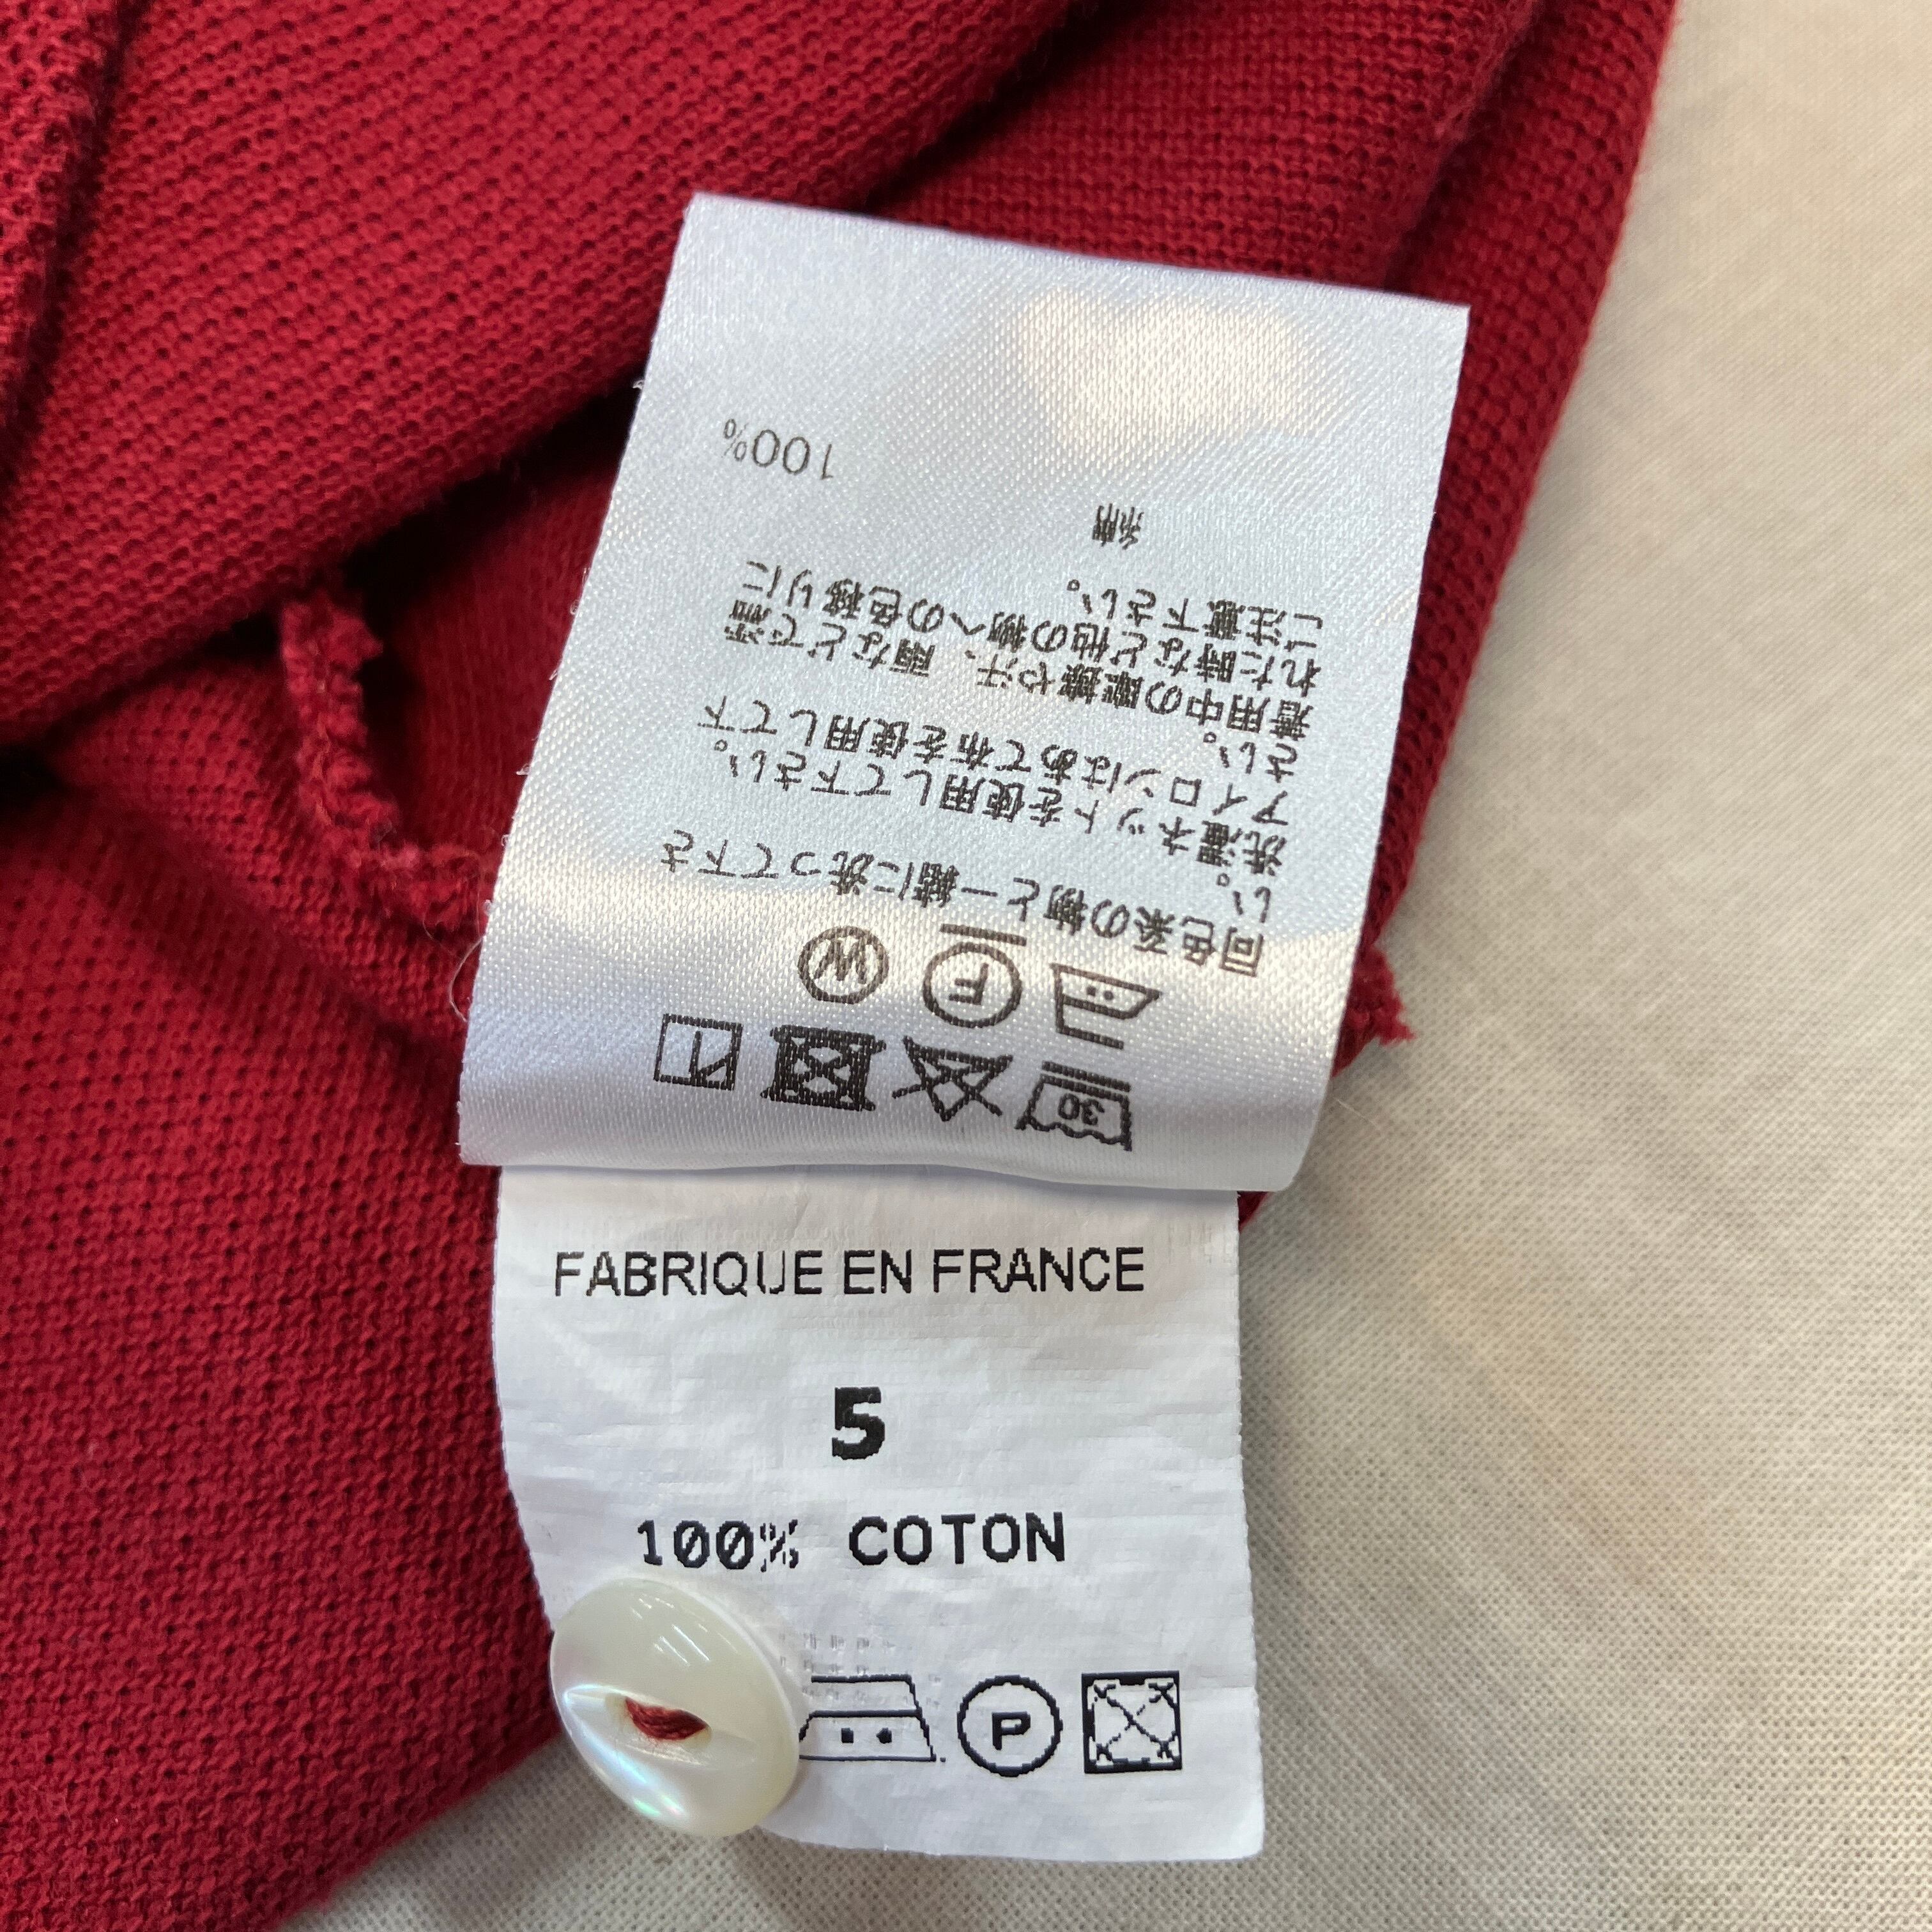 30
F W
同色系の物と一緒に洗って下さ
い。
洗濯ネットを使用して下さい。
アイロンはあて布を使用して下
さい。
着用中の摩擦や汗、雨などで濡
れた時など他の物への色移りに
ご注意下さい。
綿 100%
FABRIQUE EN FRANCE
5
100% COTON
P